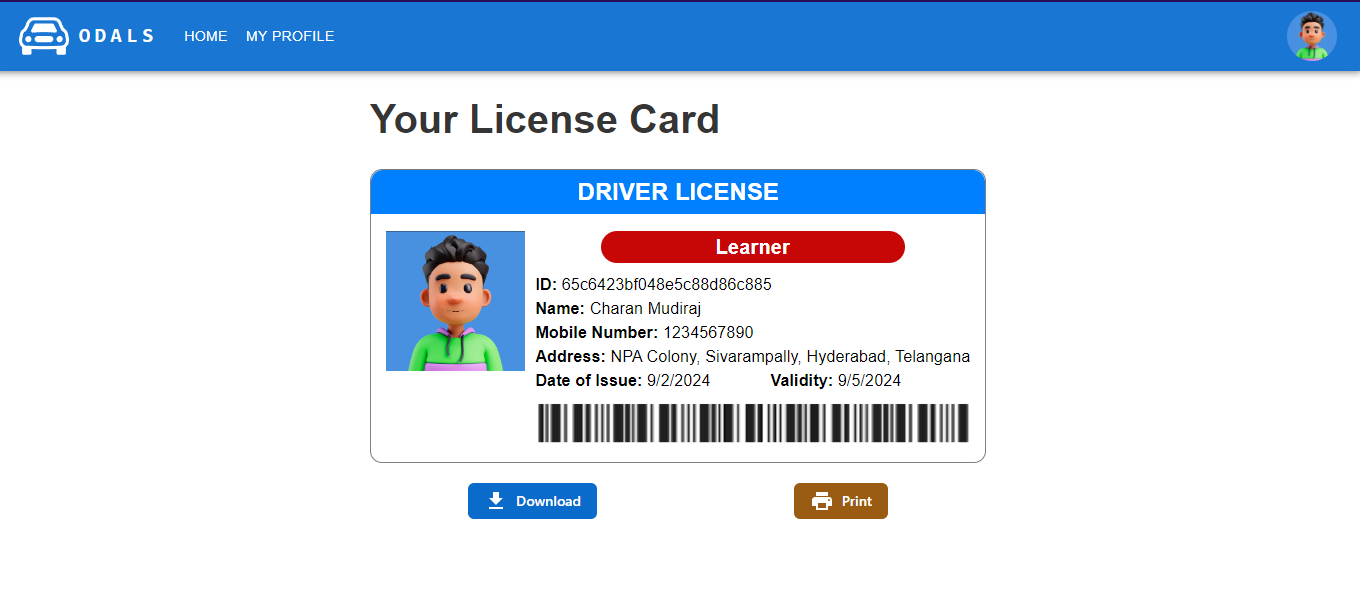 ODALS HOME MY PROFILE
Your License Card
DRIVER LICENSE
Learner
ID: 65c6423bf048e5c88d86c885
Name: Charan Mudiraj
Mobile Number: 1234567890
Address: NPA Colony, Sivarampally, Hyderabad, Telangana
Date of Issue: 9/2/2024 Validity: 9/5/2024
Download Print